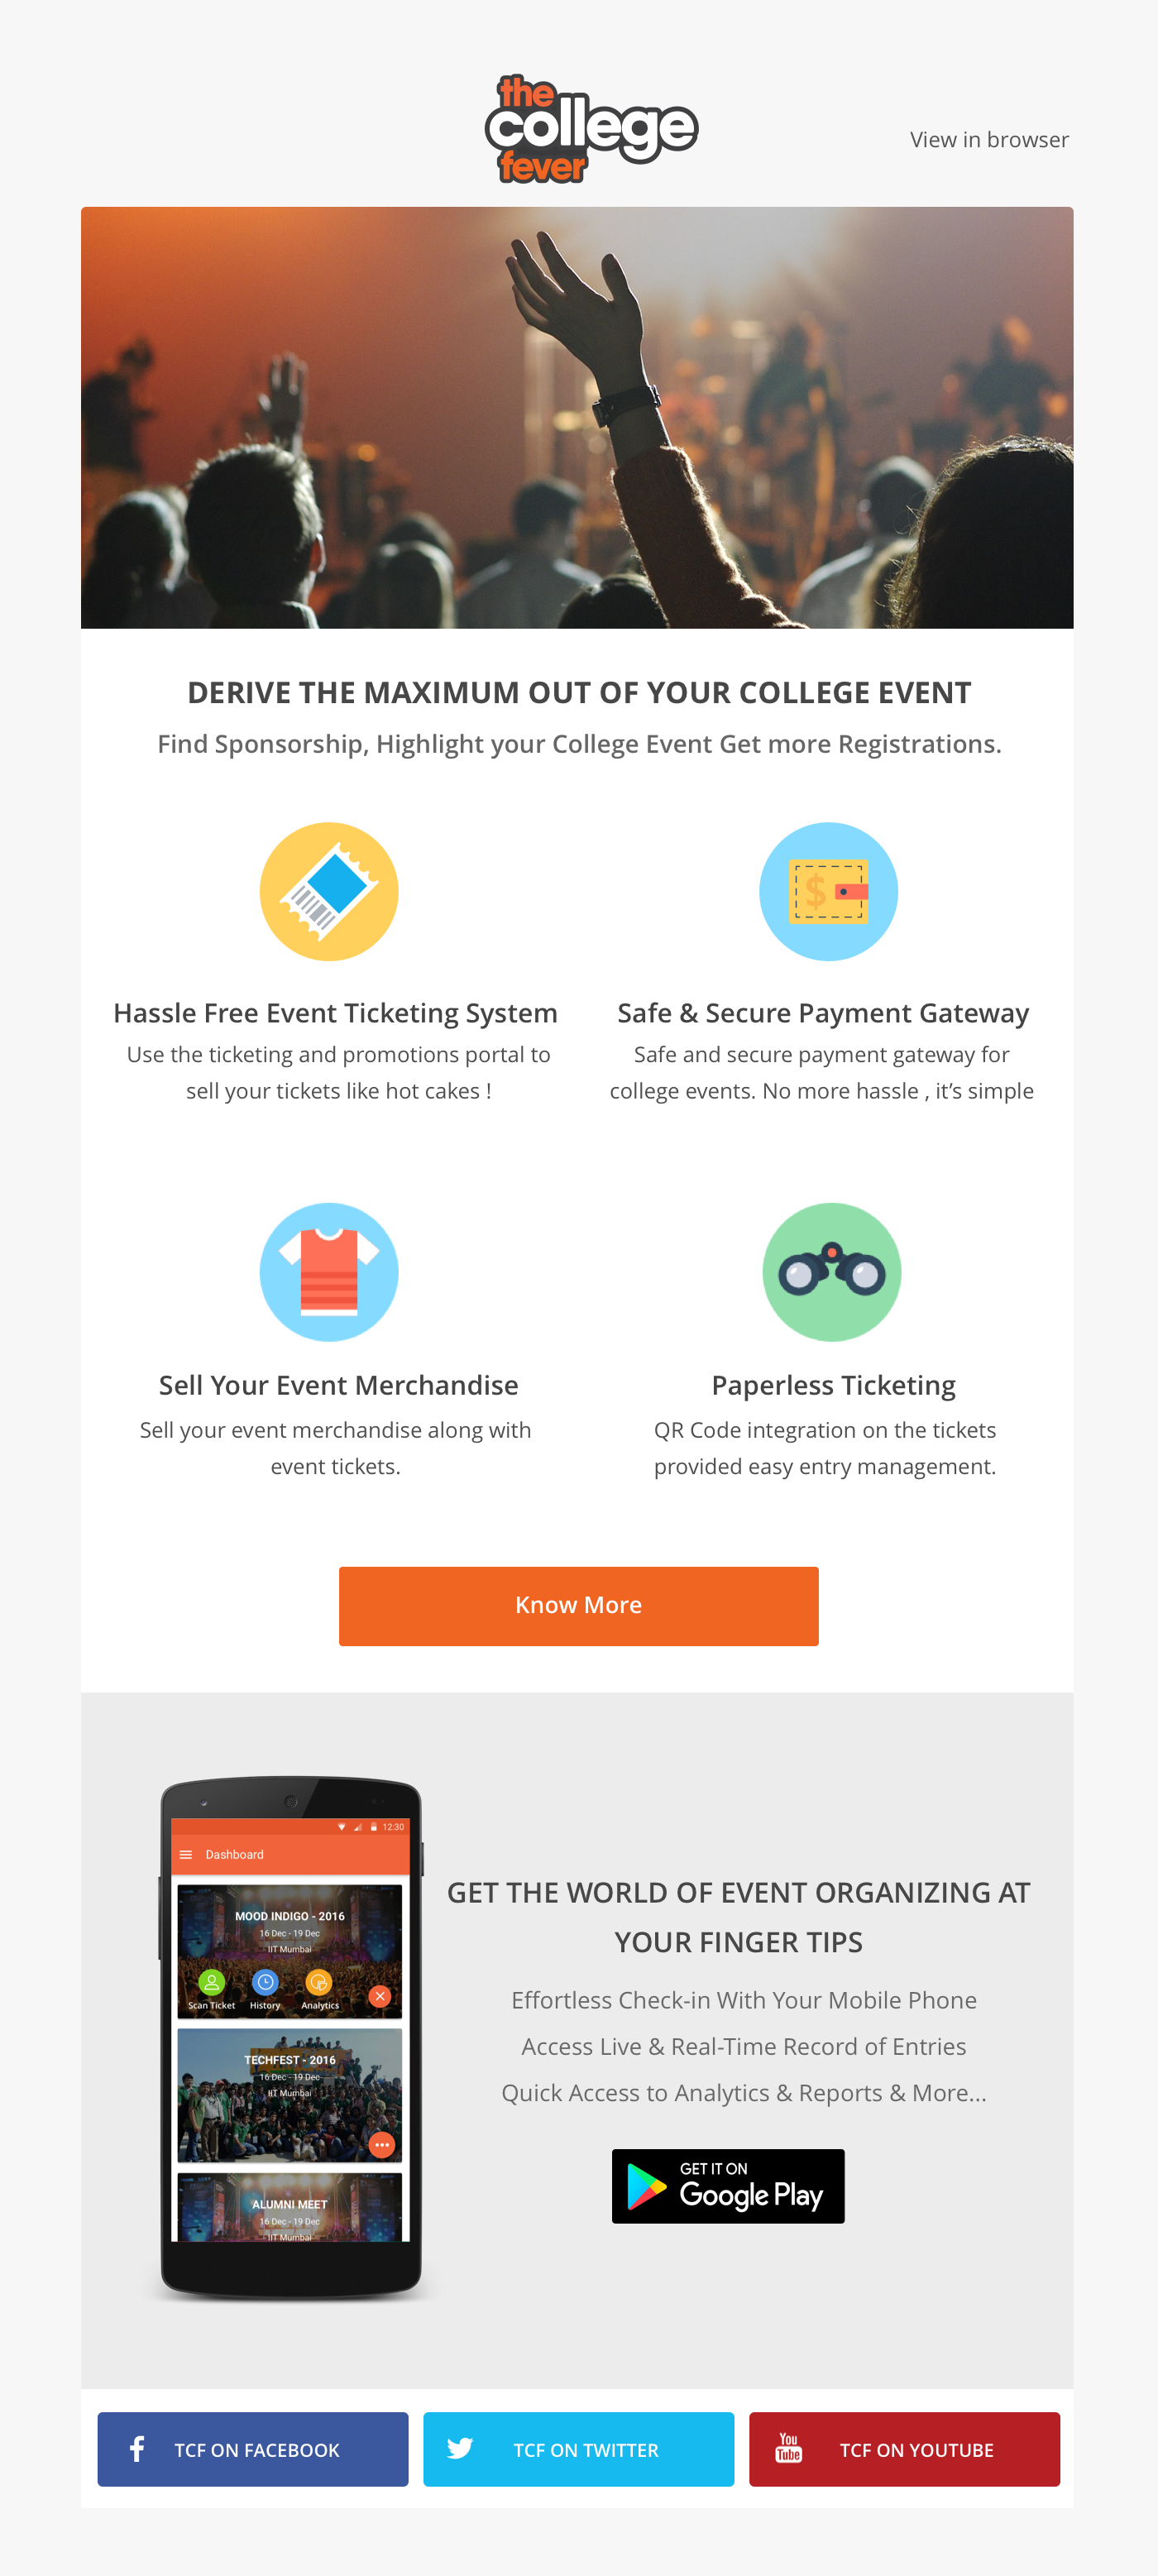 the
college
fever
View in browser
DERIVE THE MAXIMUM OUT OF YOUR COLLEGE EVENT
Find Sponsorship, Highlight your College Event Get more Registrations.
$
Hassle Free Event Ticketing System
Use the ticketing and promotions portal to
sell your tickets like hot cakes !
Safe & Secure Payment Gateway
Safe and secure payment gateway for
college events. No more hassle , it’s simple
Sell Your Event Merchandise
Sell your event merchandise along with
event tickets.
Paperless Ticketing
QR Code integration on the tickets
provided easy entry management.
Know More
12:30
Dashboard
MOOD INDIGO - 2016
16 Dec - 19 Dec
IIT Mumbai
Scan Ticket History Analytics
TECHFEST - 2016
16 Dec - 19 Dec
IIT Mumbai
ALUMNI MEET
16 Dec - 19 Dec
IIT Mumbai
GET THE WORLD OF EVENT ORGANIZING AT
YOUR FINGER TIPS
Effortless Check-in With Your Mobile Phone
Access Live & Real-Time Record of Entries
Quick Access to Analytics & Reports & More...
GET IT ON
Google Play
TCF ON FACEBOOK
TCF ON TWITTER
You
Tube
TCF ON YOUTUBE